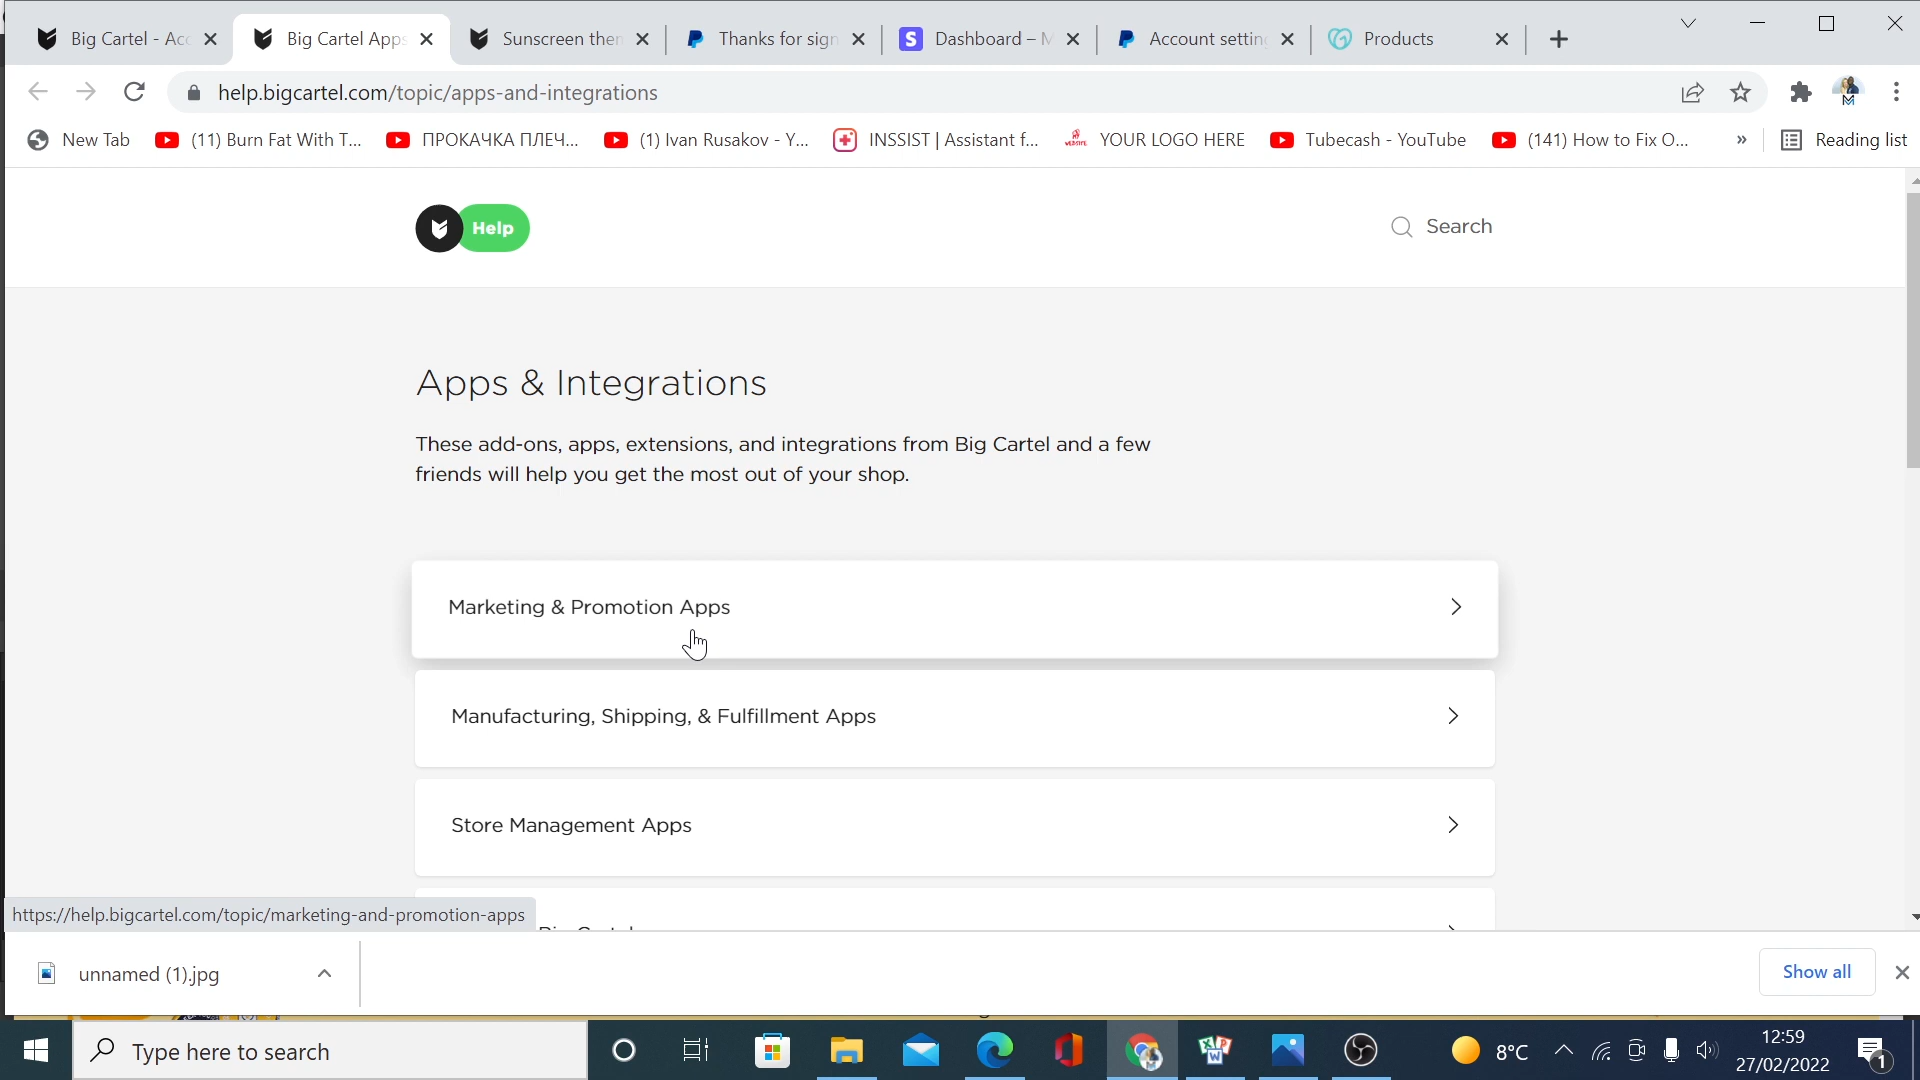 Big Cartel - Acc
Big Cartel Apps
Sunscreen ther
Thanks for sign
Dashboard – M
Account setting
Products
help.bigcartel.com/topic/apps-and-integrations
New Tab
(11) Burn Fat With T...
ПРОКАЧКА ПЛЕЧ...
(1) Ivan Rusakov - Y...
INSSIST | Assistant f...
YOUR LOGO HERE
Tubecash - YouTube
(141) How to Fix O...
»
Reading list
Help
Search
Apps & Integrations
These add-ons, apps, extensions, and integrations from Big Cartel and a few
friends will help you get the most out of your shop.
Marketing & Promotion Apps
Manufacturing, Shipping, & Fulfillment Apps
Store Management Apps
https://help.bigcartel.com/topic/marketing-and-promotion-apps
unnamed (1).jpg
Show all
Type here to search
8°C
12:59
27/02/2022
1